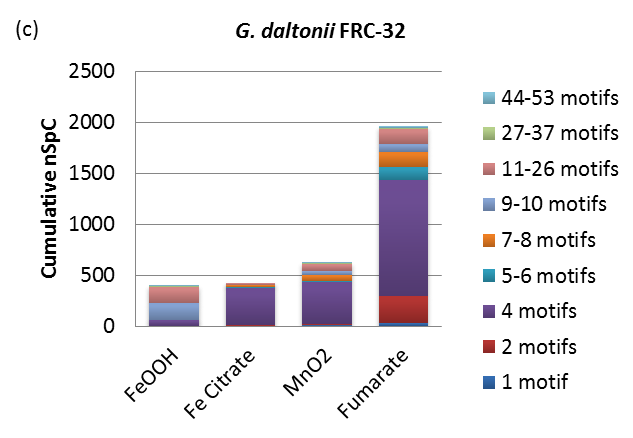 (c)
G. daltonii FRC-32
Cumulative nSpC
2500
2000
1500
1000
500
0
FeOOH
Fe Citrate
MnO2
Fumarate
44-53 motifs
27-37 motifs
11-26 motifs
9-10 motifs
7-8 motifs
5-6 motifs
4 motifs
2 motifs
1 motif